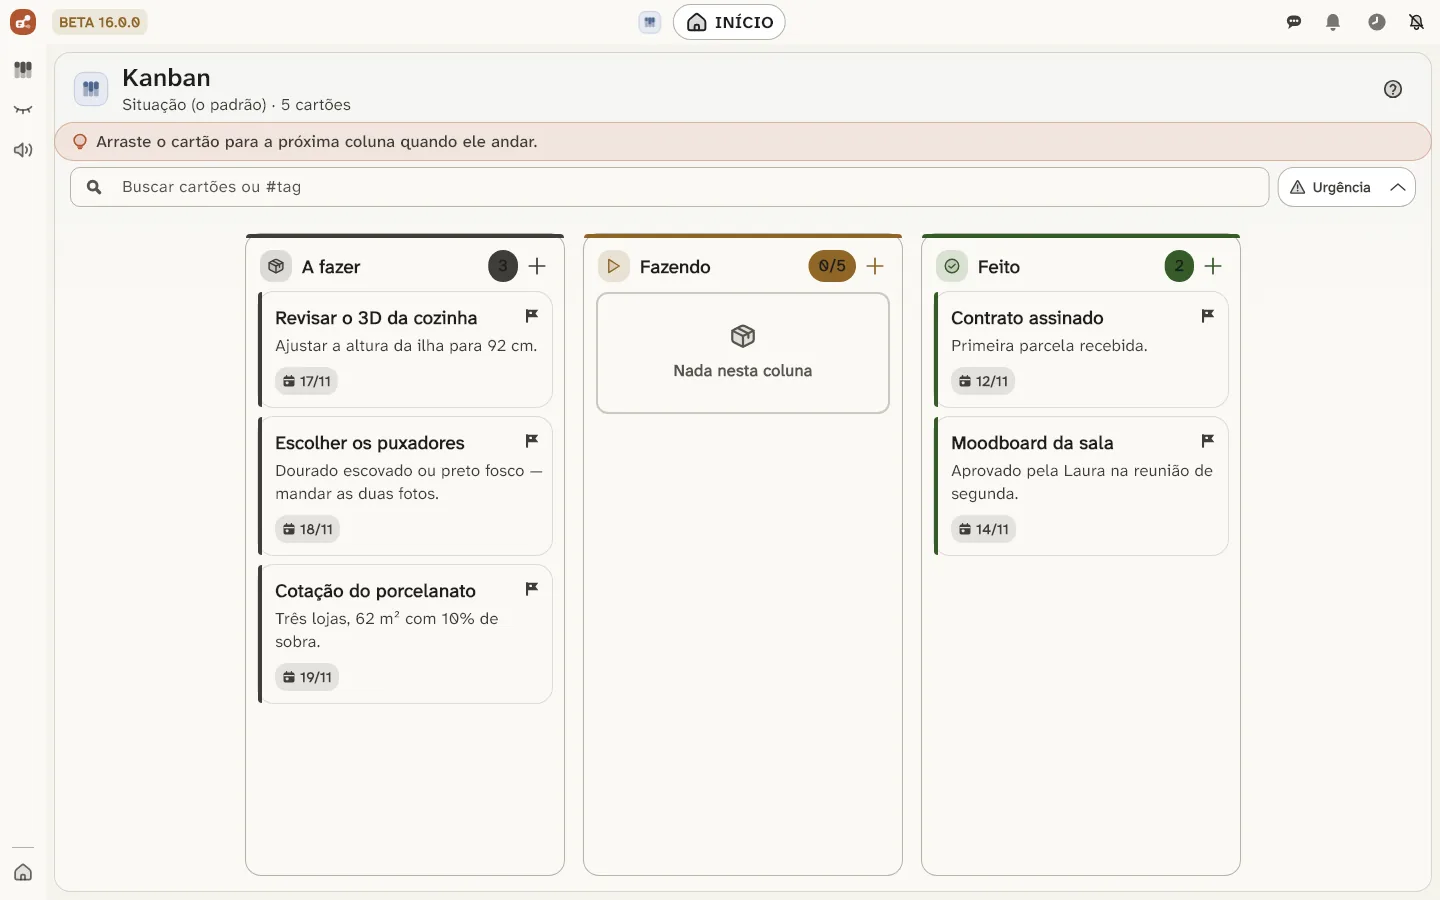 BETA 16.0.0
INÍCIO
Kanban
Situação (o padrão) · 5 cartões
Arraste o cartão para a próxima coluna quando ele andar.
Buscar cartões ou #tag
Urgência
A fazer
3
Revisar o 3D da cozinha
Ajustar a altura da ilha para 92 cm.
17/11
Escolher os puxadores
Dourado escovado ou preto fosco —
mandar as duas fotos.
18/11
Cotação do porcelanato
Três lojas, 62 m² com 10% de
sobra.
19/11
Fazendo
0/5
Nada nesta coluna
Feito
2
Contrato assinado
Primeira parcela recebida.
12/11
Moodboard da sala
Aprovado pela Laura na reunião de
segunda.
14/11